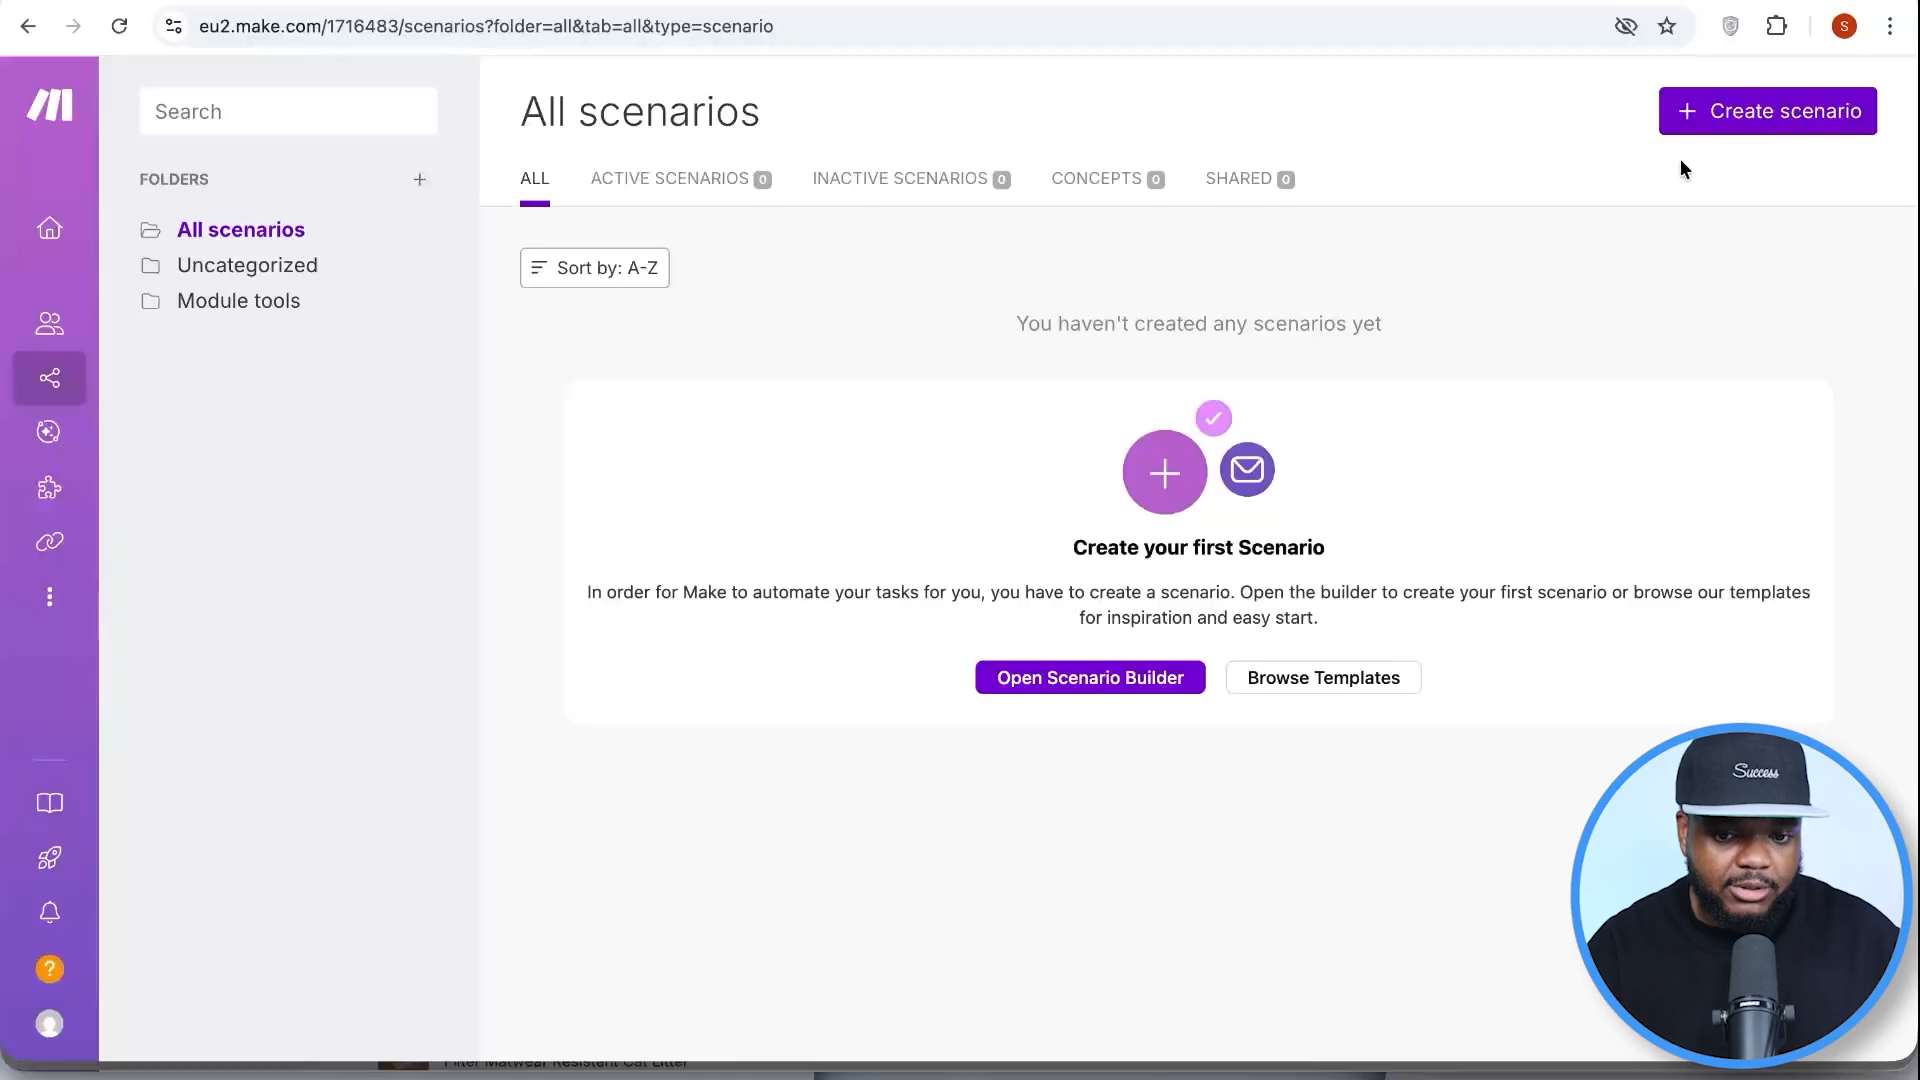 eu2.make.com/1716483/scenarios?folder=all&tab=all&type=scenario
S
Search
FOLDERS
All scenarios
Uncategorized
Module tools
All scenarios
+ Create scenario
ALL
ACTIVE SCENARIOS 0
INACTIVE SCENARIOS 0
CONCEPTS 0
SHARED 0
Sort by: A-Z
You haven't created any scenarios yet
Create your first Scenario
In order for Make to automate your tasks for you, you have to create a scenario. Open the builder to create your first scenario or browse our templates
for inspiration and easy start.
Open Scenario Builder
Browse Templates
?
Success